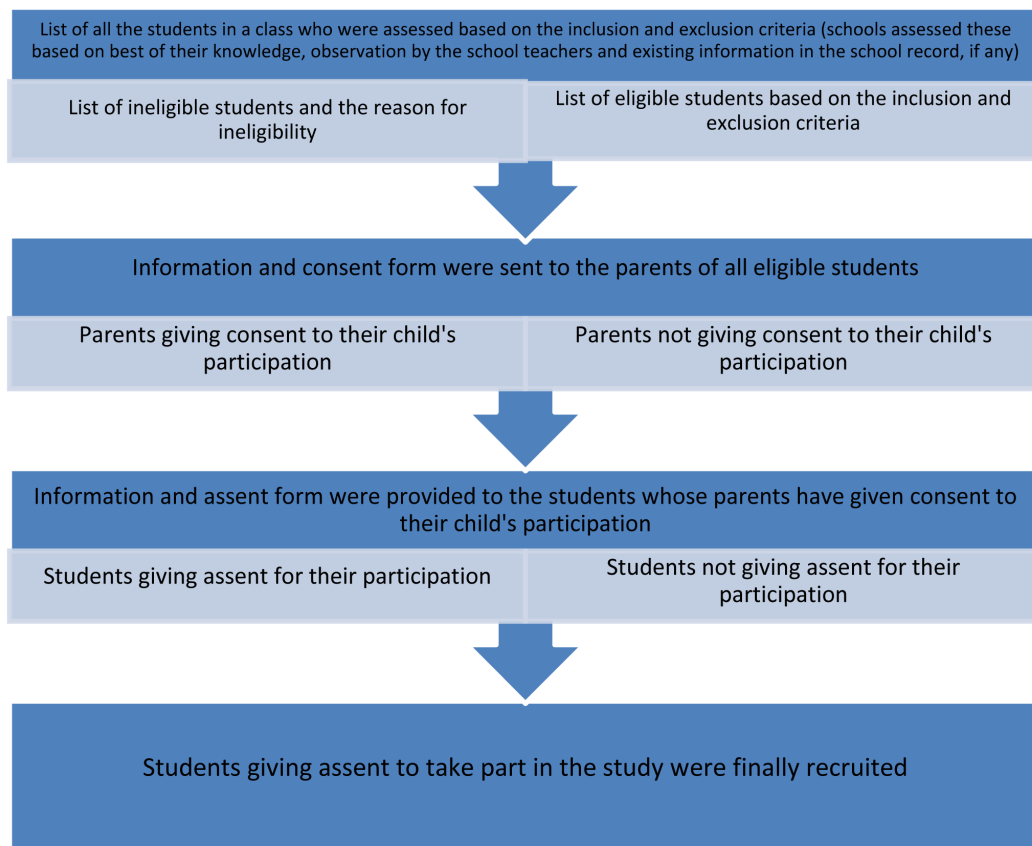 List of all the students in a class who were assessed based on the inclusion and exclusion criteria (schools assessed these
based on best of their knowledge, observation by the school teachers and existing information in the school record, if any)
List of ineligible students and the reason for
ineligibility
List of eligible students based on the inclusion and
exclusion criteria
Information and consent form were sent to the parents of all eligible students
Parents giving consent to their child's
participation
Parents not giving consent to their child's
participation
Information and assent form were provided to the students whose parents have given consent to
their child's participation
Students giving assent for their participation
Students not giving assent for their
participation
Students giving assent to take part in the study were finally recruited